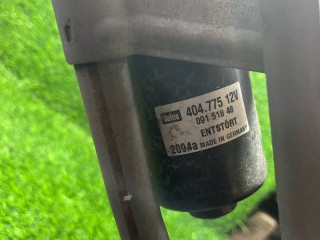 Valeo 404.775 12V
091 518 48
ENTSTÖRT
2094a MADE IN GERMANY